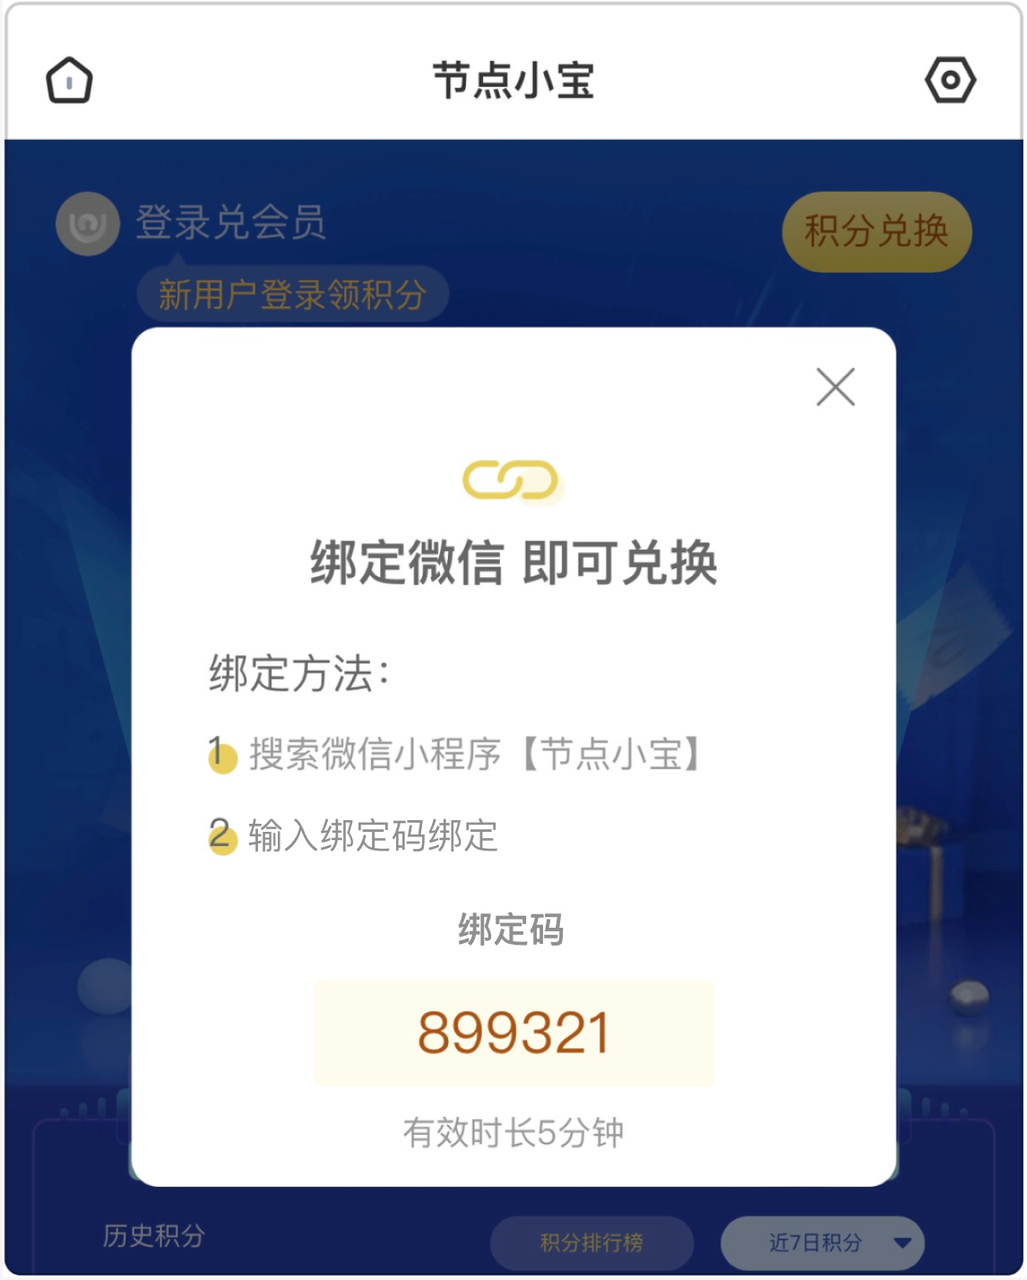 节点小宝
登录兑会员
积分兑换
新用户登录领积分
绑定微信 即可兑换
绑定方法：
1 搜索微信小程序【节点小宝】
2 输入绑定码绑定
绑定码
899321
有效时长5分钟
历史积分
积分排行榜
近7日积分